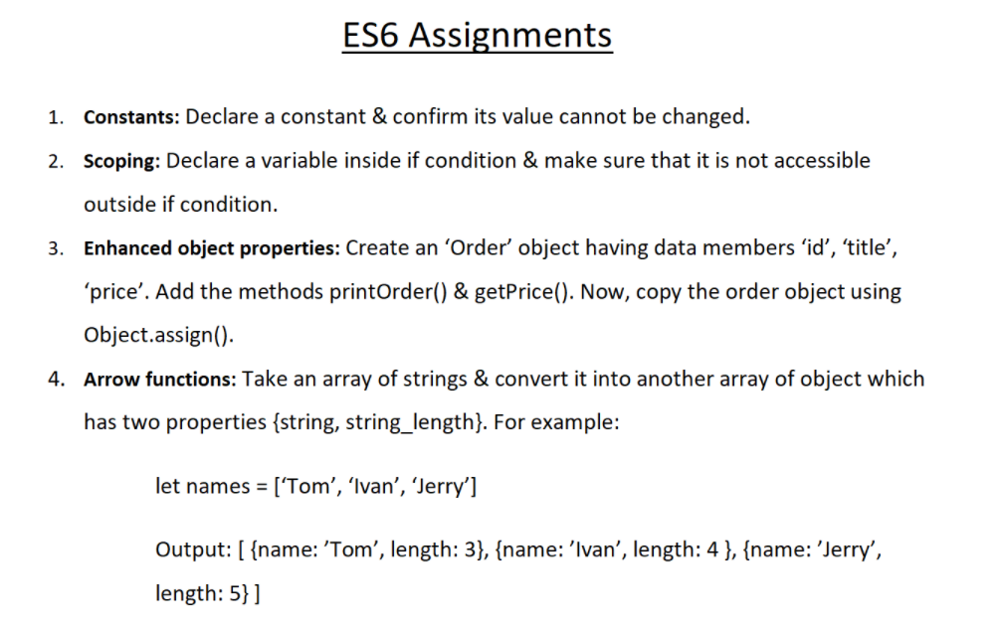 ES6 Assignments
1. Constants: Declare a constant & confirm its value cannot be changed.
2. Scoping: Declare a variable inside if condition & make sure that it is not accessible
outside if condition.
3. Enhanced object properties: Create an ‘Order’ object having data members ‘id’, ‘title’,
‘price’. Add the methods printOrder() & getPrice(). Now, copy the order object using
Object.assign().
4. Arrow functions: Take an array of strings & convert it into another array of object which
has two properties {string, string_length}. For example:
let names = [‘Tom’, ‘Ivan’, ‘Jerry’]
Output: [ {name: ’Tom’, length: 3}, {name: ’Ivan’, length: 4 }, {name: ’Jerry’,
length: 5} ]